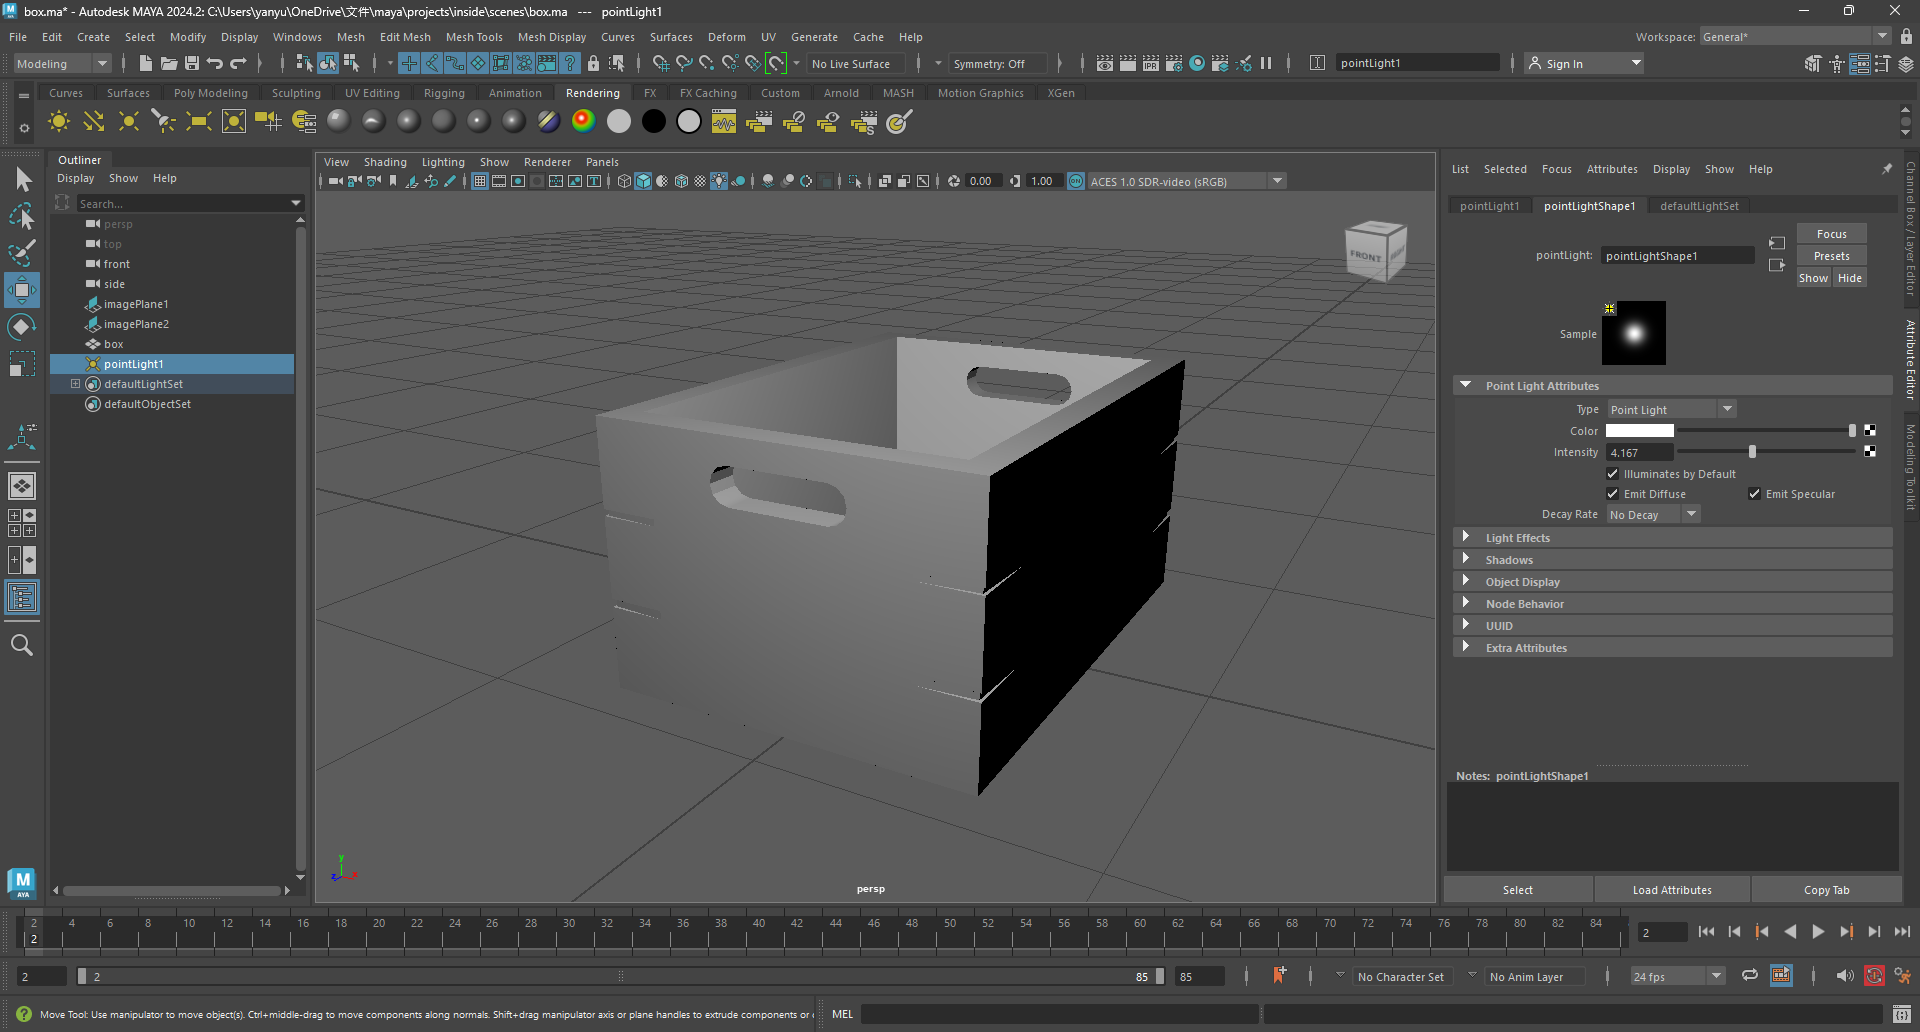 box.ma* - Autodesk MAYA 2024.2: C:\Users\yanyu\OneDrive\文件\maya\projects\inside\scenes\box.ma --- pointLight1
File Edit Create Select Modify Display Windows Mesh Edit Mesh Mesh Tools Mesh Display Curves Surfaces Deform UV Generate Cache Help
Workspace: General*
Modeling
No Live Surface
Symmetry: Off
IPR
pointLight1
Sign In
Curves Surfaces Poly Modeling Sculpting UV Editing Rigging Animation Rendering FX FX Caching Custom Arnold MASH Motion Graphics XGen
Outliner
Display Show Help
Search...
persp
top
front
side
imagePlane1
imagePlane2
box
pointLight1
defaultLightSet
defaultObjectSet
View Shading Lighting Show Renderer Panels
0.00
1.00
ON
ACES 1.0 SDR-video (sRGB)
FRONT
y
z
x
persp
List Selected Focus Attributes Display Show Help
pointLight1 pointLightShape1 defaultLightSet
pointLight: pointLightShape1
Focus
Presets
Show Hide
Sample
Point Light Attributes
Type Point Light
Color
Intensity 4.167
Illuminates by Default
Emit Diffuse Emit Specular
Decay Rate No Decay
Light Effects
Shadows
Object Display
Node Behavior
UUID
Extra Attributes
Notes: pointLightShape1
Select Load Attributes Copy Tab
Channel Box / Layer Editor
Attribute Editor
Modeling Toolkit
M
AYA
2 4 6 8 10 12 14 16 18 20 22 24 26 28 30 32 34 36 38 40 42 44 46 48 50 52 54 56 58 60 62 64 66 68 70 72 74 76 78 80 82 84
2
2
2
2
85
85
No Character Set
No Anim Layer
24 fps
Move Tool: Use manipulator to move object(s). Ctrl+middle-drag to move components along normals. Shift+drag manipulator axis or plane handles to extrude components or
MEL